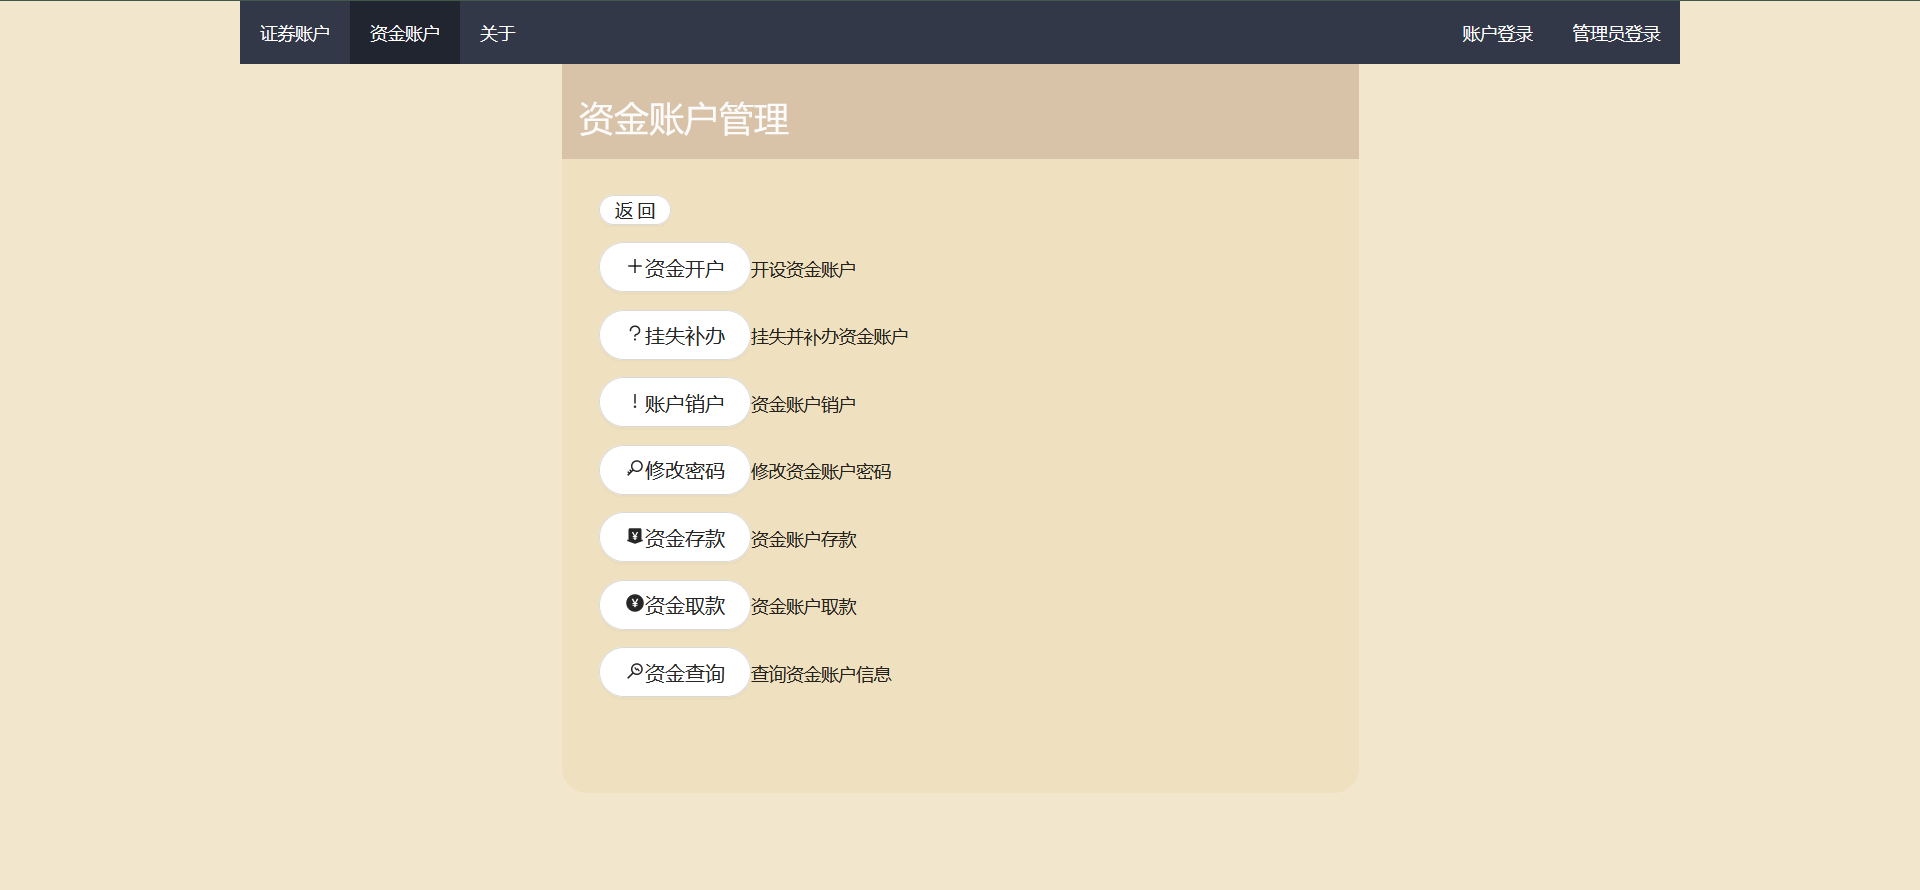 证券账户 资金账户 关于 账户登录 管理员登录
资金账户管理
返 回
资金开户 开设资金账户
挂失补办 挂失并补办资金账户
账户销户 资金账户销户
修改密码 修改资金账户密码
资金存款 资金账户存款
资金取款 资金账户取款
资金查询 查询资金账户信息